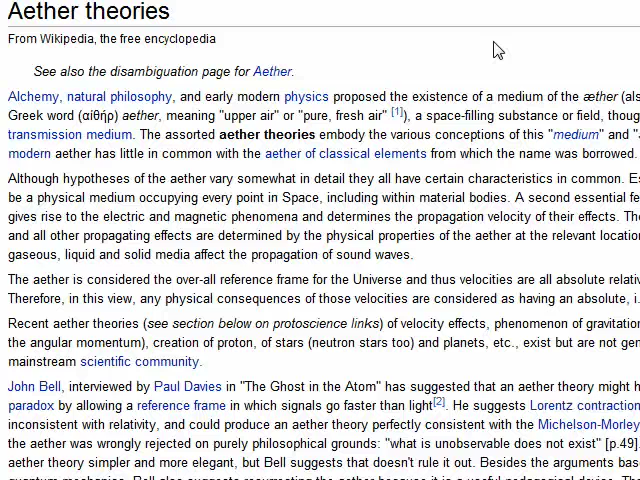 Aether theories
From Wikipedia, the free encyclopedia
See also the disambiguation page for Aether.
Alchemy, natural philosophy, and early modern physics proposed the existence of a medium of the æther (als
Greek word (αἰθήρ) aether, meaning "upper air" or "pure, fresh air" [1]), a space-filling substance or field, thoug
transmission medium. The assorted aether theories embody the various conceptions of this "medium" and "
modern aether has little in common with the aether of classical elements from which the name was borrowed.
Although hypotheses of the aether vary somewhat in detail they all have certain characteristics in common. Es
be a physical medium occupying every point in Space, including within material bodies. A second essential fe
gives rise to the electric and magnetic phenomena and determines the propagation velocity of their effects. The
and all other propagating effects are determined by the physical properties of the aether at the relevant locatio
gaseous, liquid and solid media affect the propagation of sound waves.
The aether is considered the over-all reference frame for the Universe and thus velocities are all absolute relativ
Therefore, in this view, any physical consequences of those velocities are considered as having an absolute, i.
Recent aether theories (see section below on protoscience links) of velocity effects, phenomenon of gravitatio
the angular momentum), creation of proton, of stars (neutron stars too) and planets, etc., exist but are not gen
mainstream scientific community.
John Bell, interviewed by Paul Davies in "The Ghost in the Atom" has suggested that an aether theory might h
paradox by allowing a reference frame in which signals go faster than light[2]. He suggests Lorentz contraction
inconsistent with relativity, and could produce an aether theory perfectly consistent with the Michelson-Morley
the aether was wrongly rejected on purely philosophical grounds: "what is unobservable does not exist" [p.49].
aether theory simpler and more elegant, but Bell suggests that doesn't rule it out. Besides the arguments bas